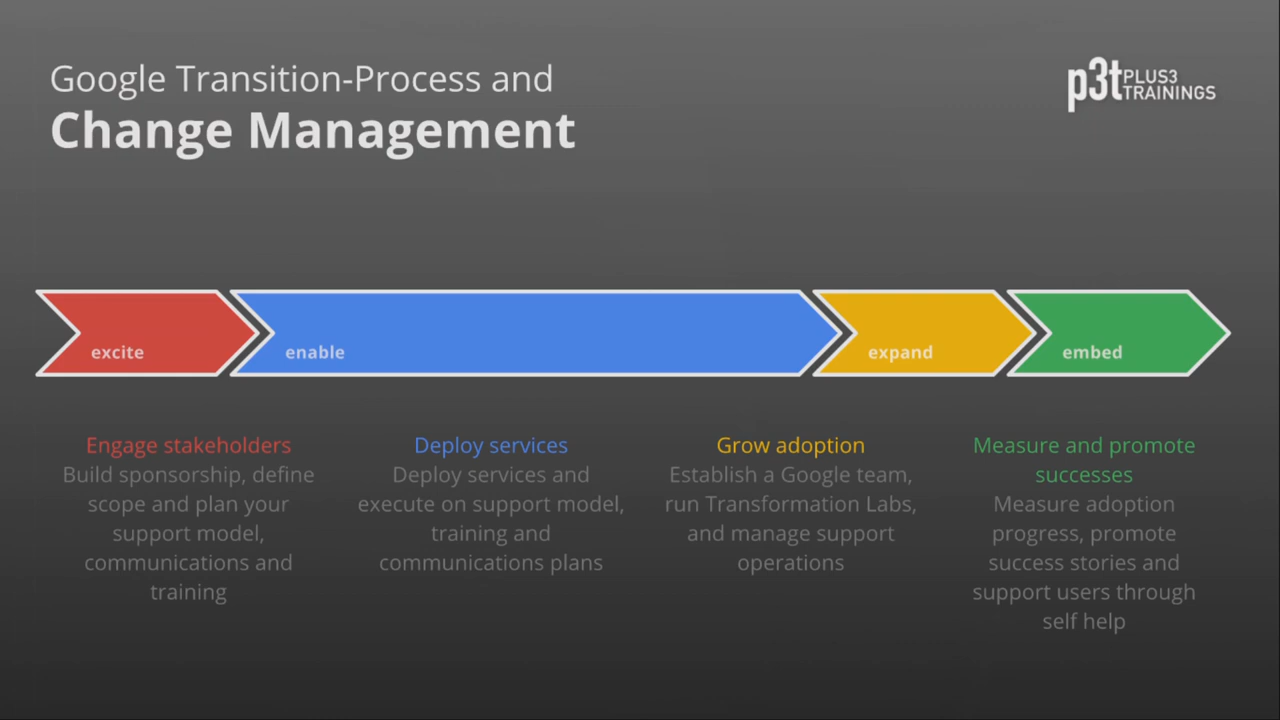 Google Transition-Process and
Change Management
p3t PLUS3
TRAININGS
excite
enable
expand
embed
Engage stakeholders
Build sponsorship, define
scope and plan your
support model,
communications and
training
Deploy services
Deploy services and
execute on support model,
training and
communications plans
Grow adoption
Establish a Google team,
run Transformation Labs,
and manage support
operations
Measure and promote
successes
Measure adoption
progress, promote
success stories and
support users through
self help